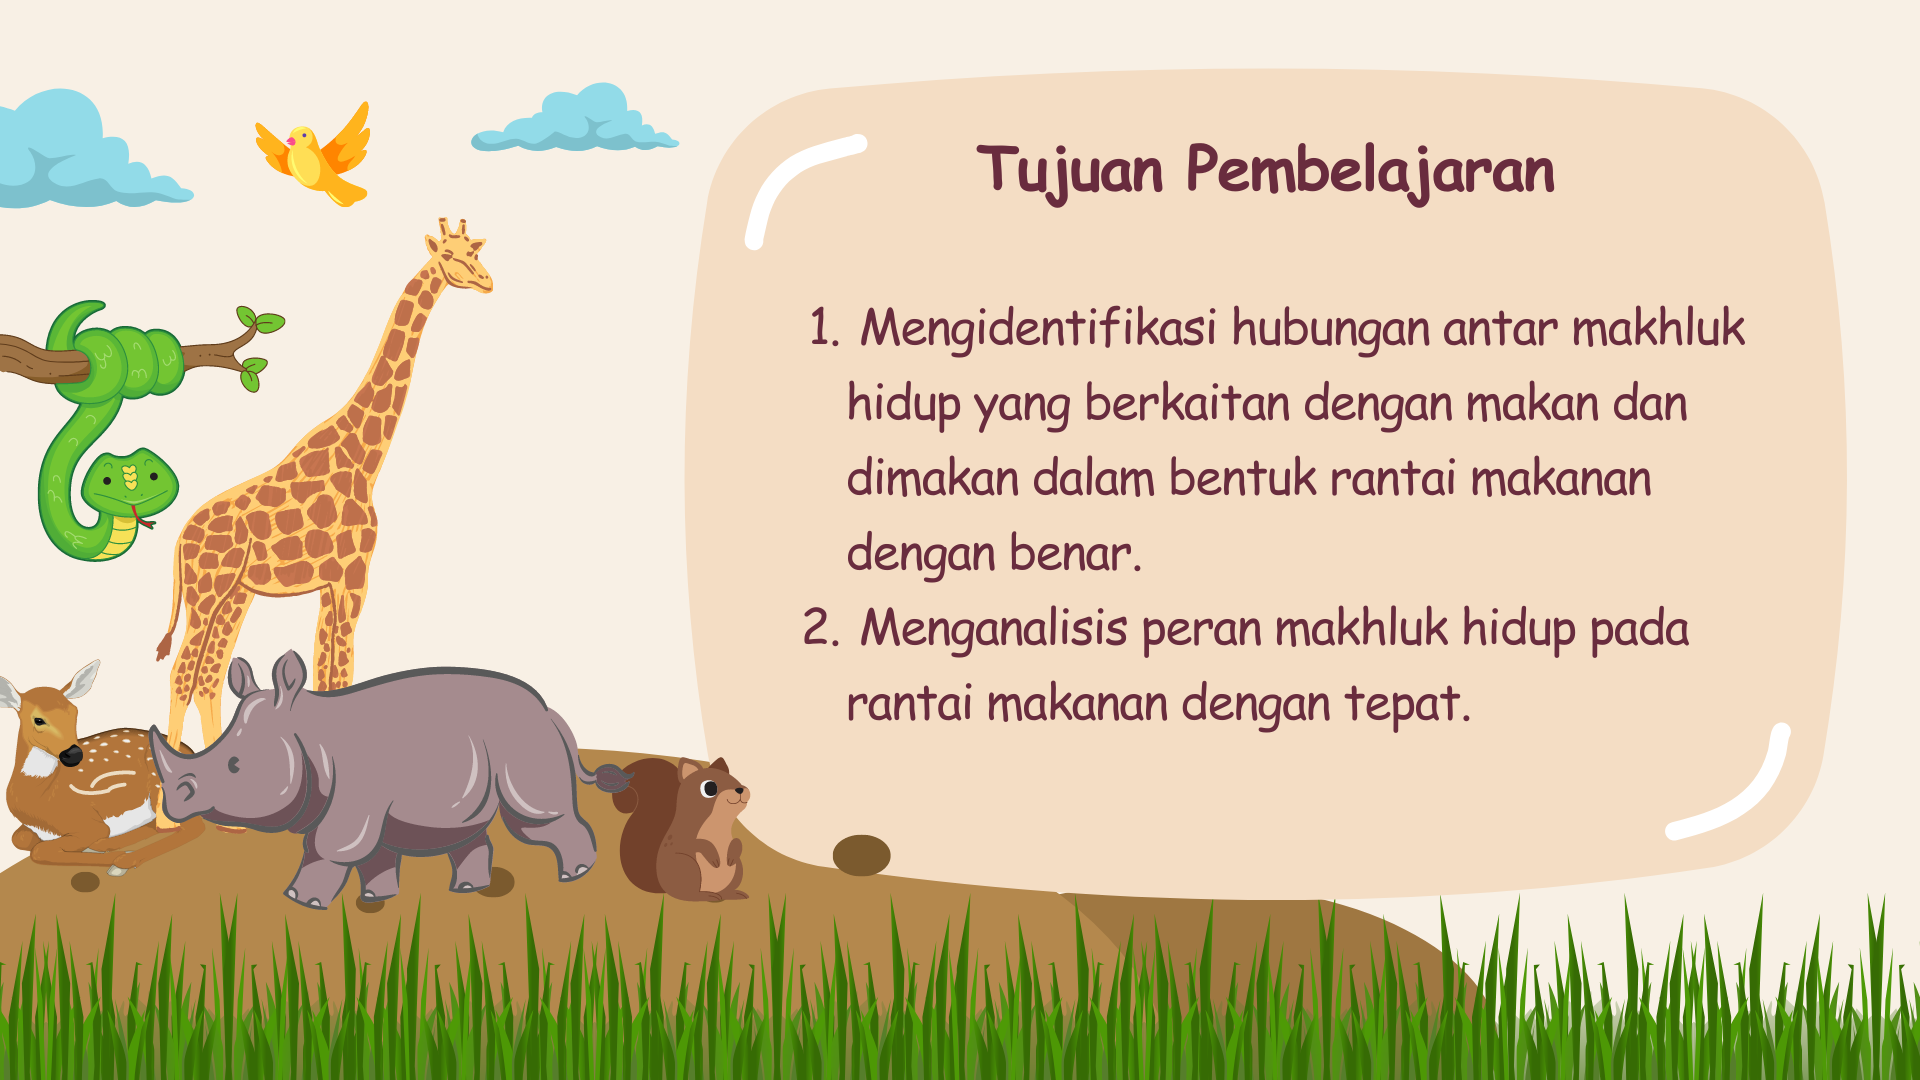 Tujuan Pembelajaran
1. Mengidentifikasi hubungan antar makhluk
hidup yang berkaitan dengan makan dan
dimakan dalam bentuk rantai makanan
dengan benar.
2. Menganalisis peran makhluk hidup pada
rantai makanan dengan tepat.